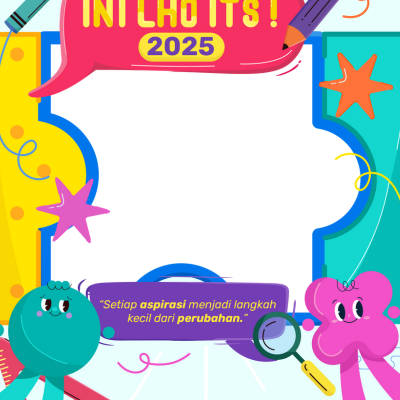 INI LHO ITS !
2025
"Setiap aspirasi menjadi langkah
kecil dari perubahan."